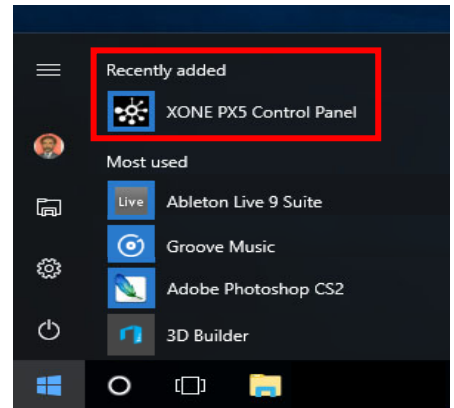 Recently added
XONE PX5 Control Panel
Most used
Live Ableton Live 9 Suite
Groove Music
Adobe Photoshop CS2
3D Builder